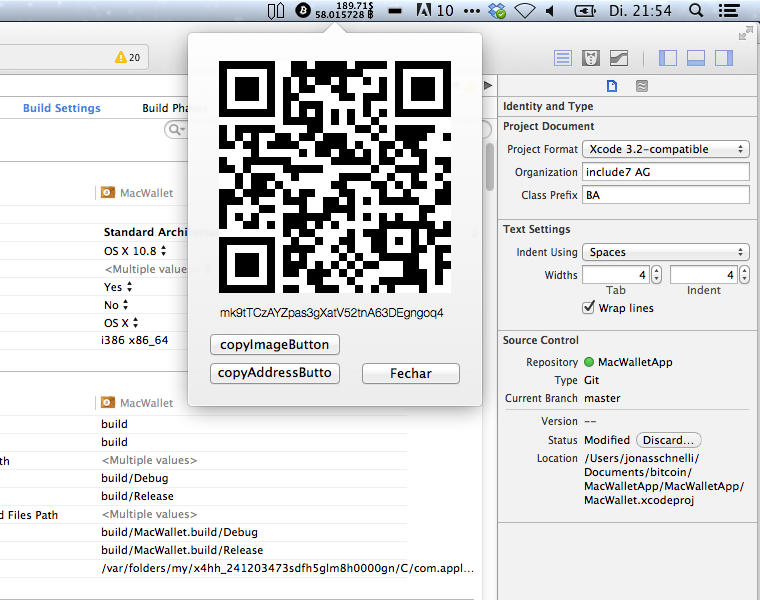 189.71$
58.015728 ฿
10
Di. 21:54
20
Build Settings
Build Pha
Identity and Type
Project Document
Project Format
Xcode 3.2-compatible
Organization
include7 AG
Class Prefix
BA
MacWallet
Standard Archi
OS X 10.8
<Multiple value
Yes
No
OS X
i386 x86_64
Text Settings
Indent Using
Spaces
Widths
4
4
Tab
Indent
Wrap lines
mk9tTCzAYZpas3gXatV52tnA63DEgngoq4
copyImageButton
copyAddressButto
Fechar
Source Control
Repository
MacWalletApp
Type
Git
Current Branch
master
Version
--
Status
Modified
Discard...
Location
/Users/jonasschnelli/
Documents/bitcoin/
MacWalletApp/MacWalletApp/
MacWallet.xcodeproj
MacWallet
build
build
th
<Multiple values>
build/Debug
build/Release
d Files Path
<Multiple values>
build/MacWallet.build/Debug
build/MacWallet.build/Release
/var/folders/my/x4hh_241203473sdfh5glm8h0000gn/C/com.appl...